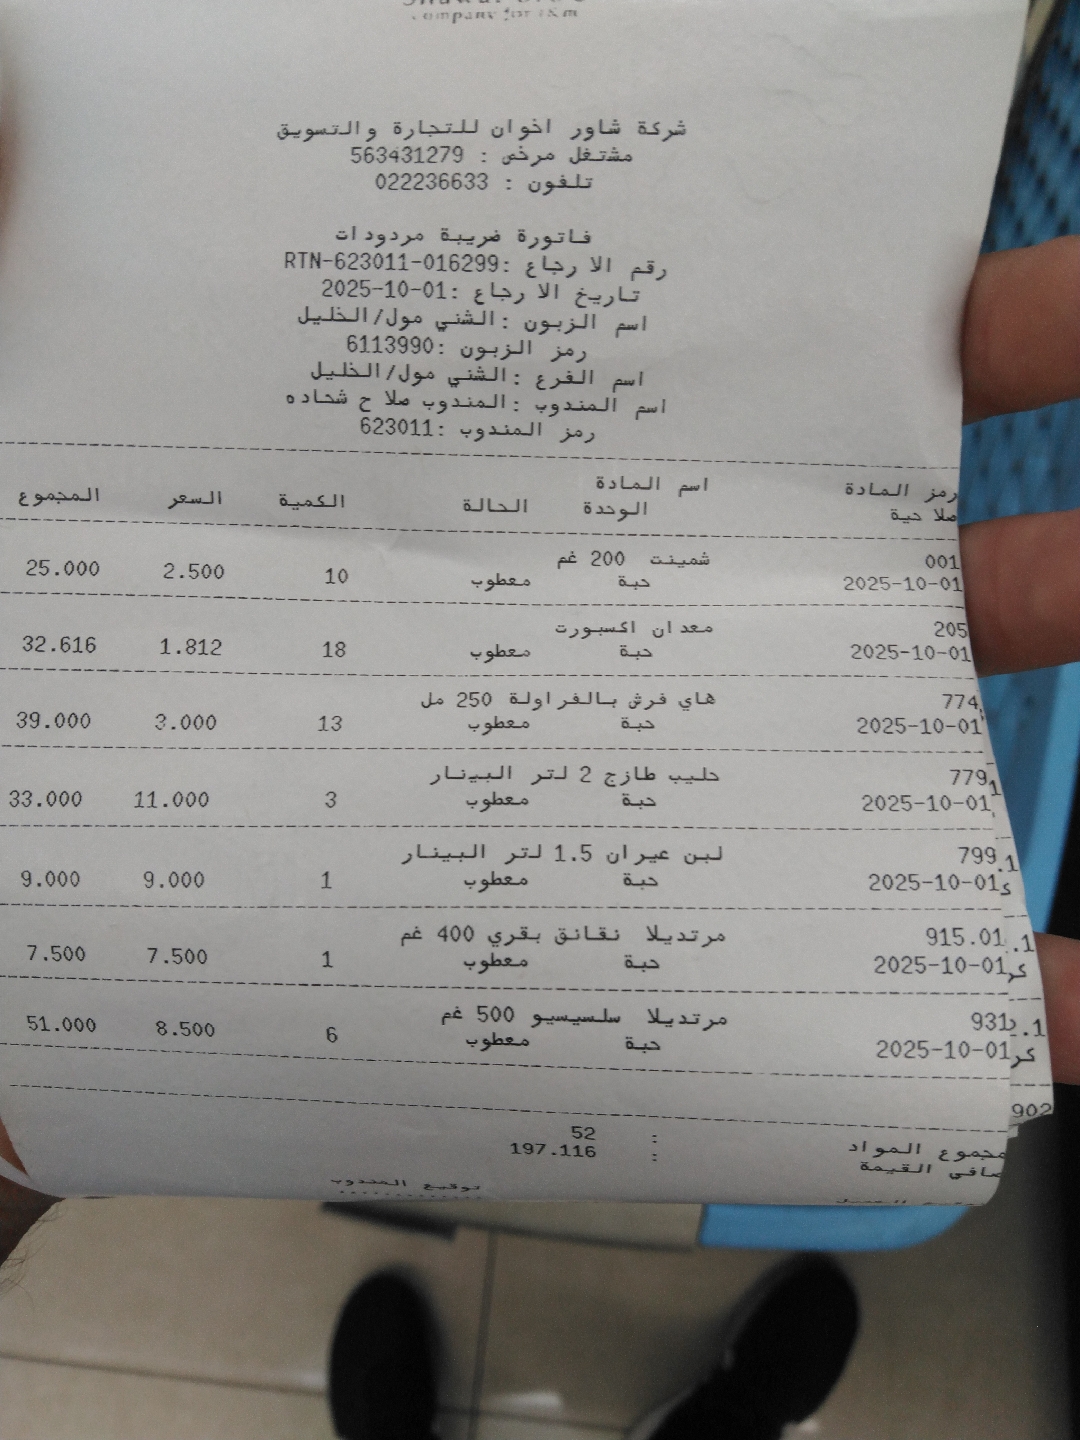 Company for T&m
شركة شاور اخوان للتجارة والتسويق
مشتغل مرخص : 563431279
تلفون : 022236633
فاتورة ضريبة مردودات
رقم الارجاع :RTN-623011-016299
تاريخ الارجاع :2025-10-01
اسم الزبون :الشني مول/الخليل
رمز الزبون :6113990
اسم الفرع :الشني مول/الخليل
اسم المندوب :المندوب صلاح شحاده
رمز المندوب :623011
رمز المادة اسم المادة
صلاحية الوحدة الحالة الكمية السعر المجموع
001 شمينت 200 غم
2025-10-01 حبة معطوب 10 2.500 25.000
205 معدان اكسبورت
2025-10-01 حبة معطوب 18 1.812 32.616
774 هاي فرش بالفراولة 250 مل
2025-10-01 حبة معطوب 13 3.000 39.000
779 حليب طازج 2 لتر البينار
2025-10-01 حبة معطوب 3 11.000 33.000
799 لبن عيران 1.5 لتر البينار
2025-10-01 حبة معطوب 1 9.000 9.000
915.01 مرتديلا نقانق بقري 400 غم
2025-10-01 حبة معطوب 1 7.500 7.500
931 مرتديلا سلسيسيو 500 غم
2025-10-01 حبة معطوب 6 8.500 51.000
902
مجموع المواد : 52
صافي القيمة : 197.116
توقيع المندوب